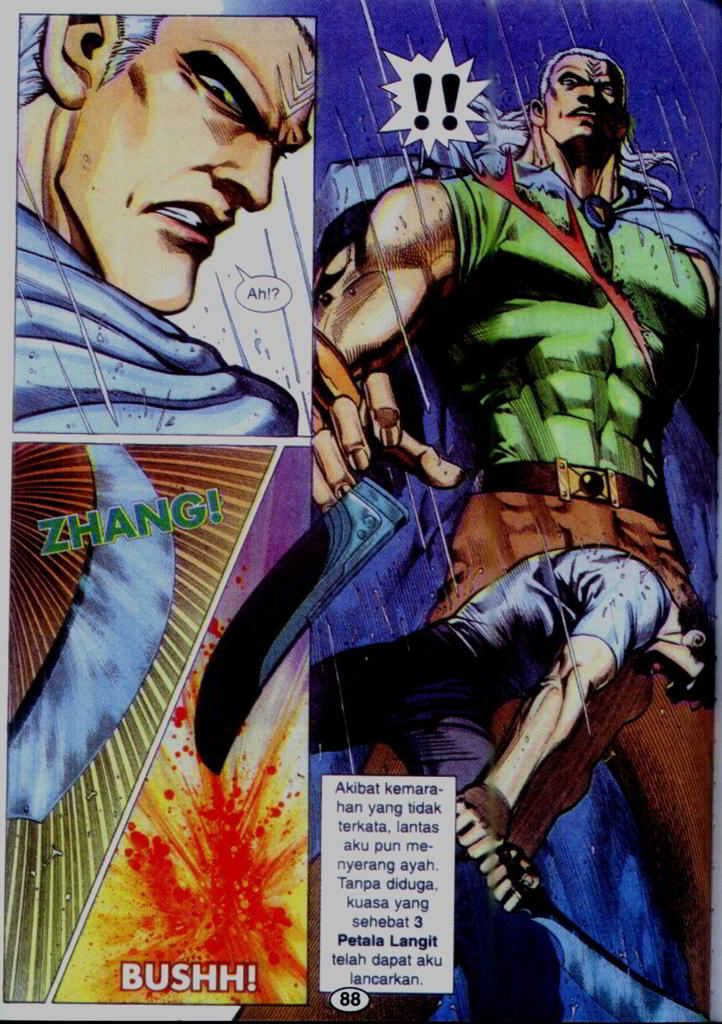 !!
Ah!?
ZHANG!
BUSHH!
Akibat kemara-
han yang tidak
terkata, lantas
aku pun me-
nyerang ayah.
Tanpa diduga,
kuasa yang
sehebat 3
Petala Langit
telah dapat aku
lancarkan.
88